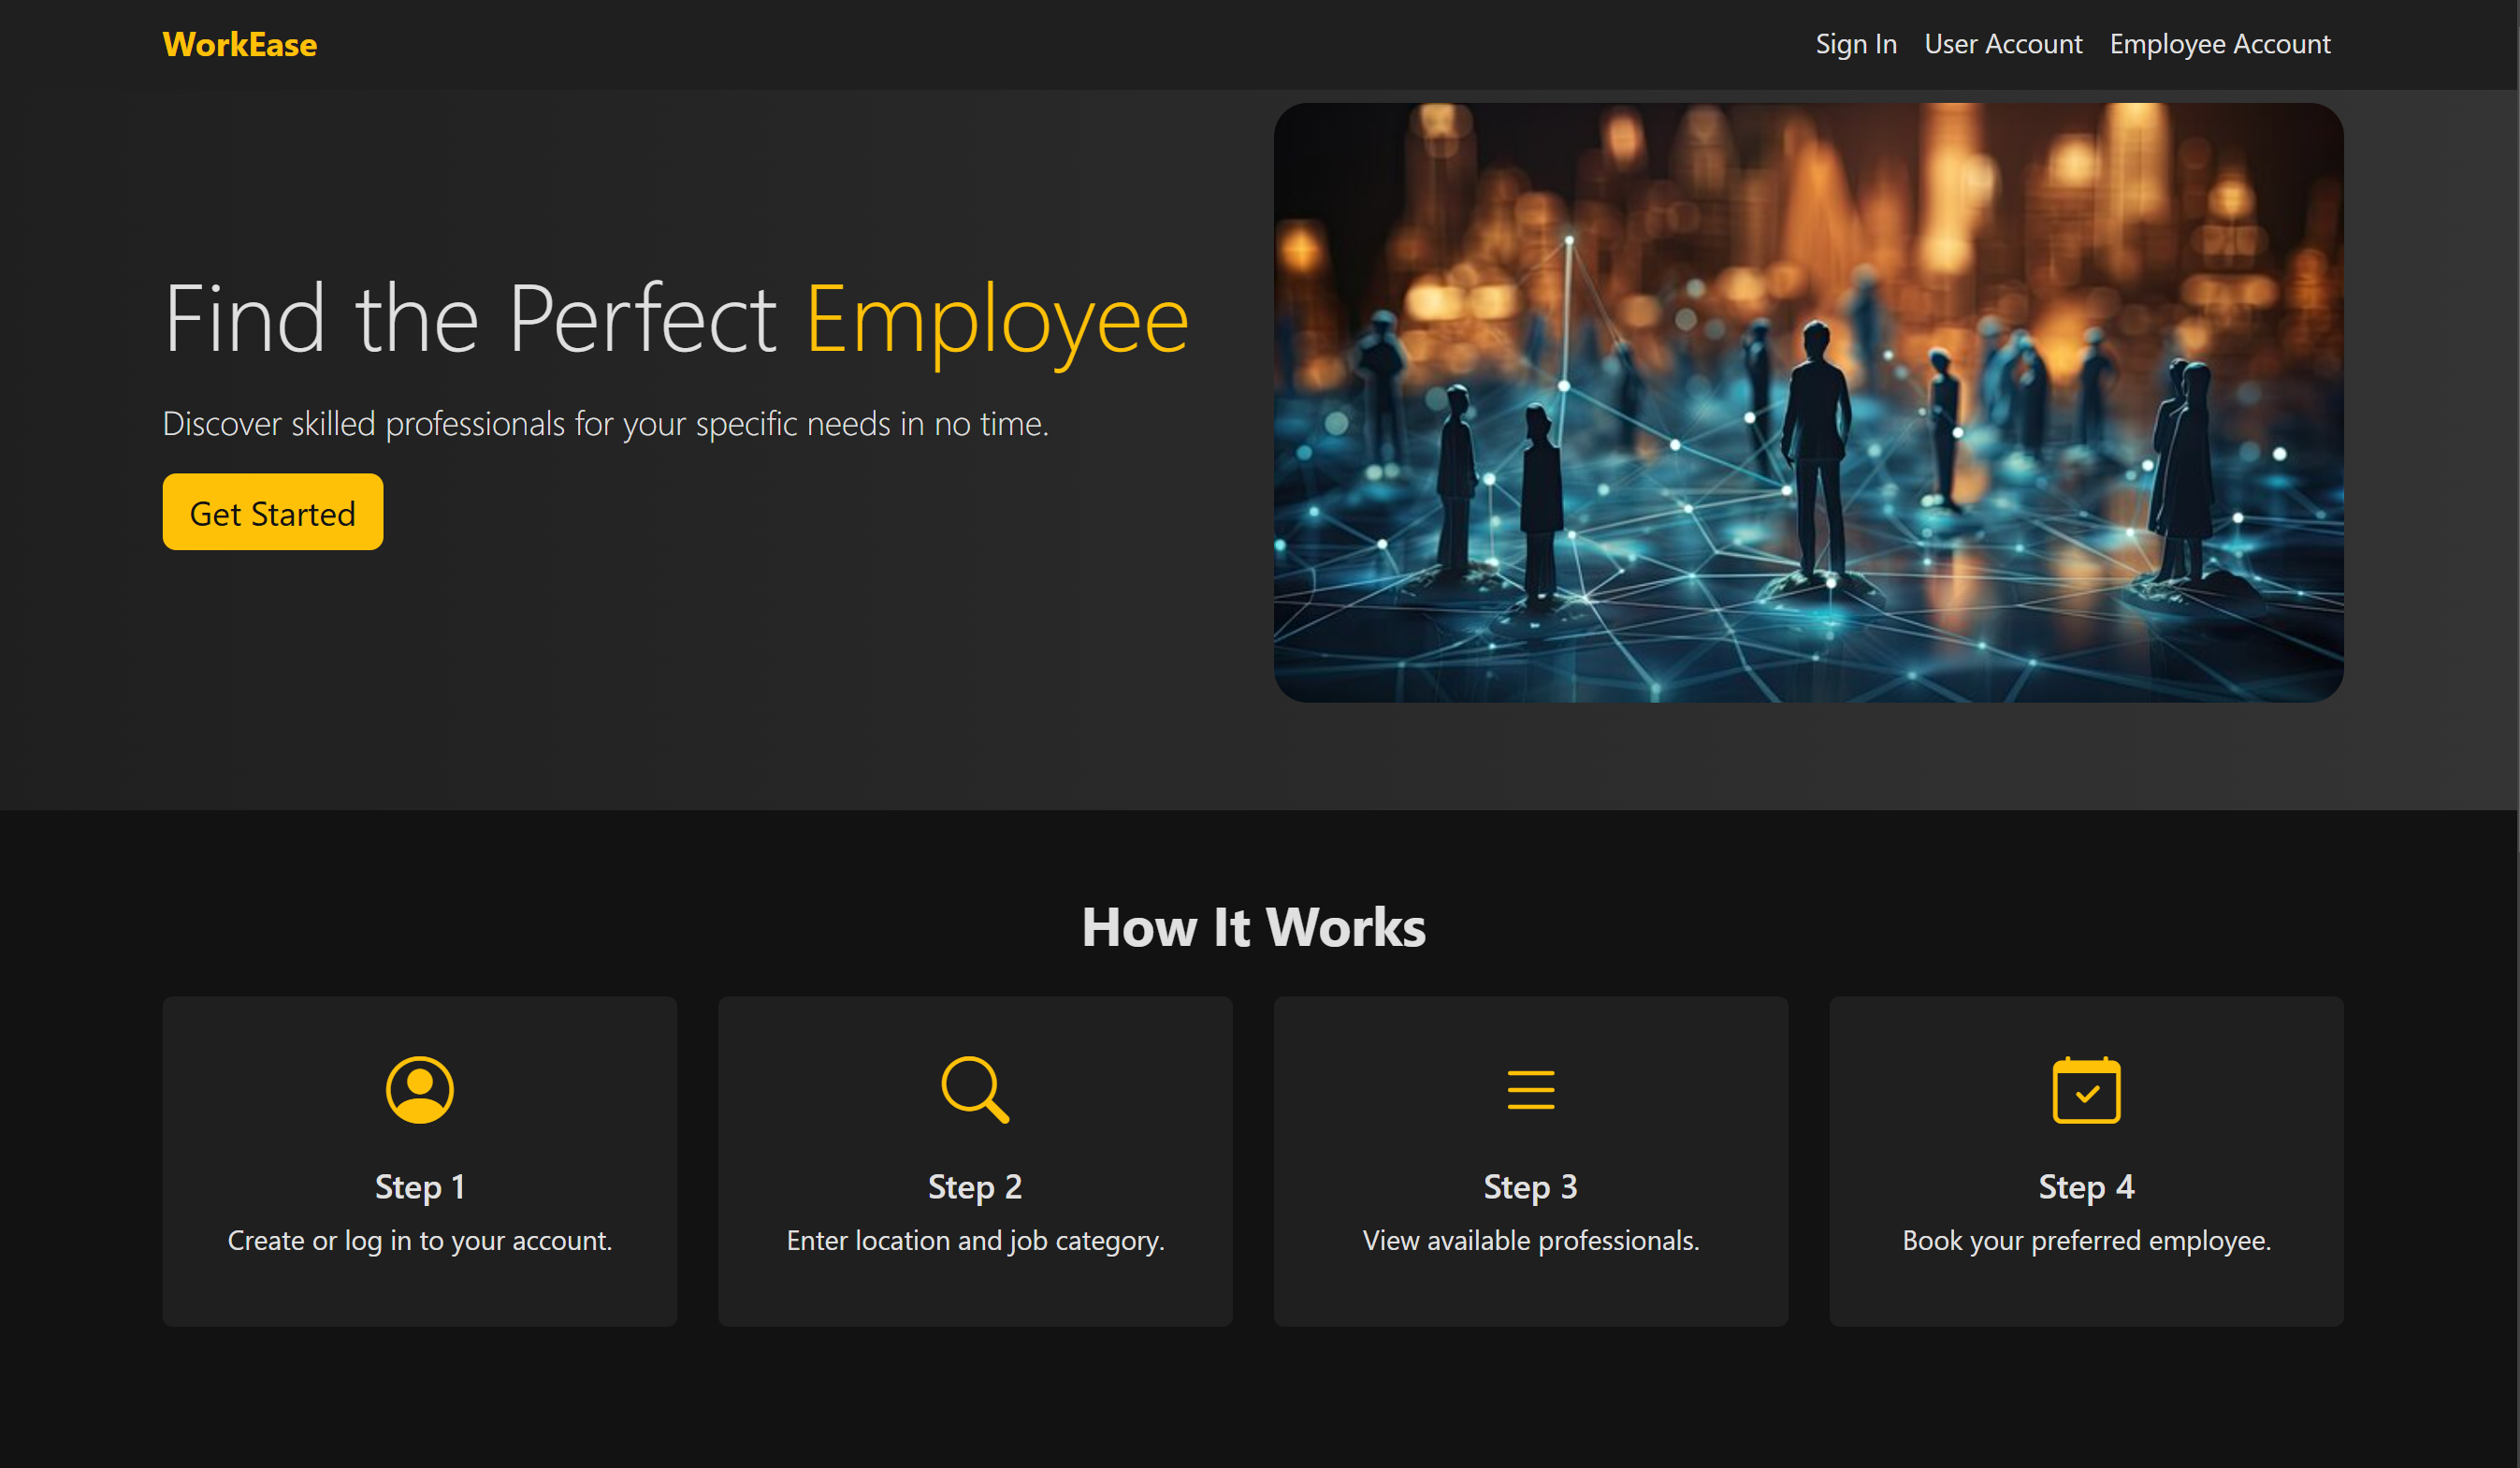 WorkEase
Sign In
User Account
Employee Account
Find the Perfect Employee
Discover skilled professionals for your specific needs in no time.
Get Started
How It Works
Step 1
Create or log in to your account.
Step 2
Enter location and job category.
Step 3
View available professionals.
Step 4
Book your preferred employee.